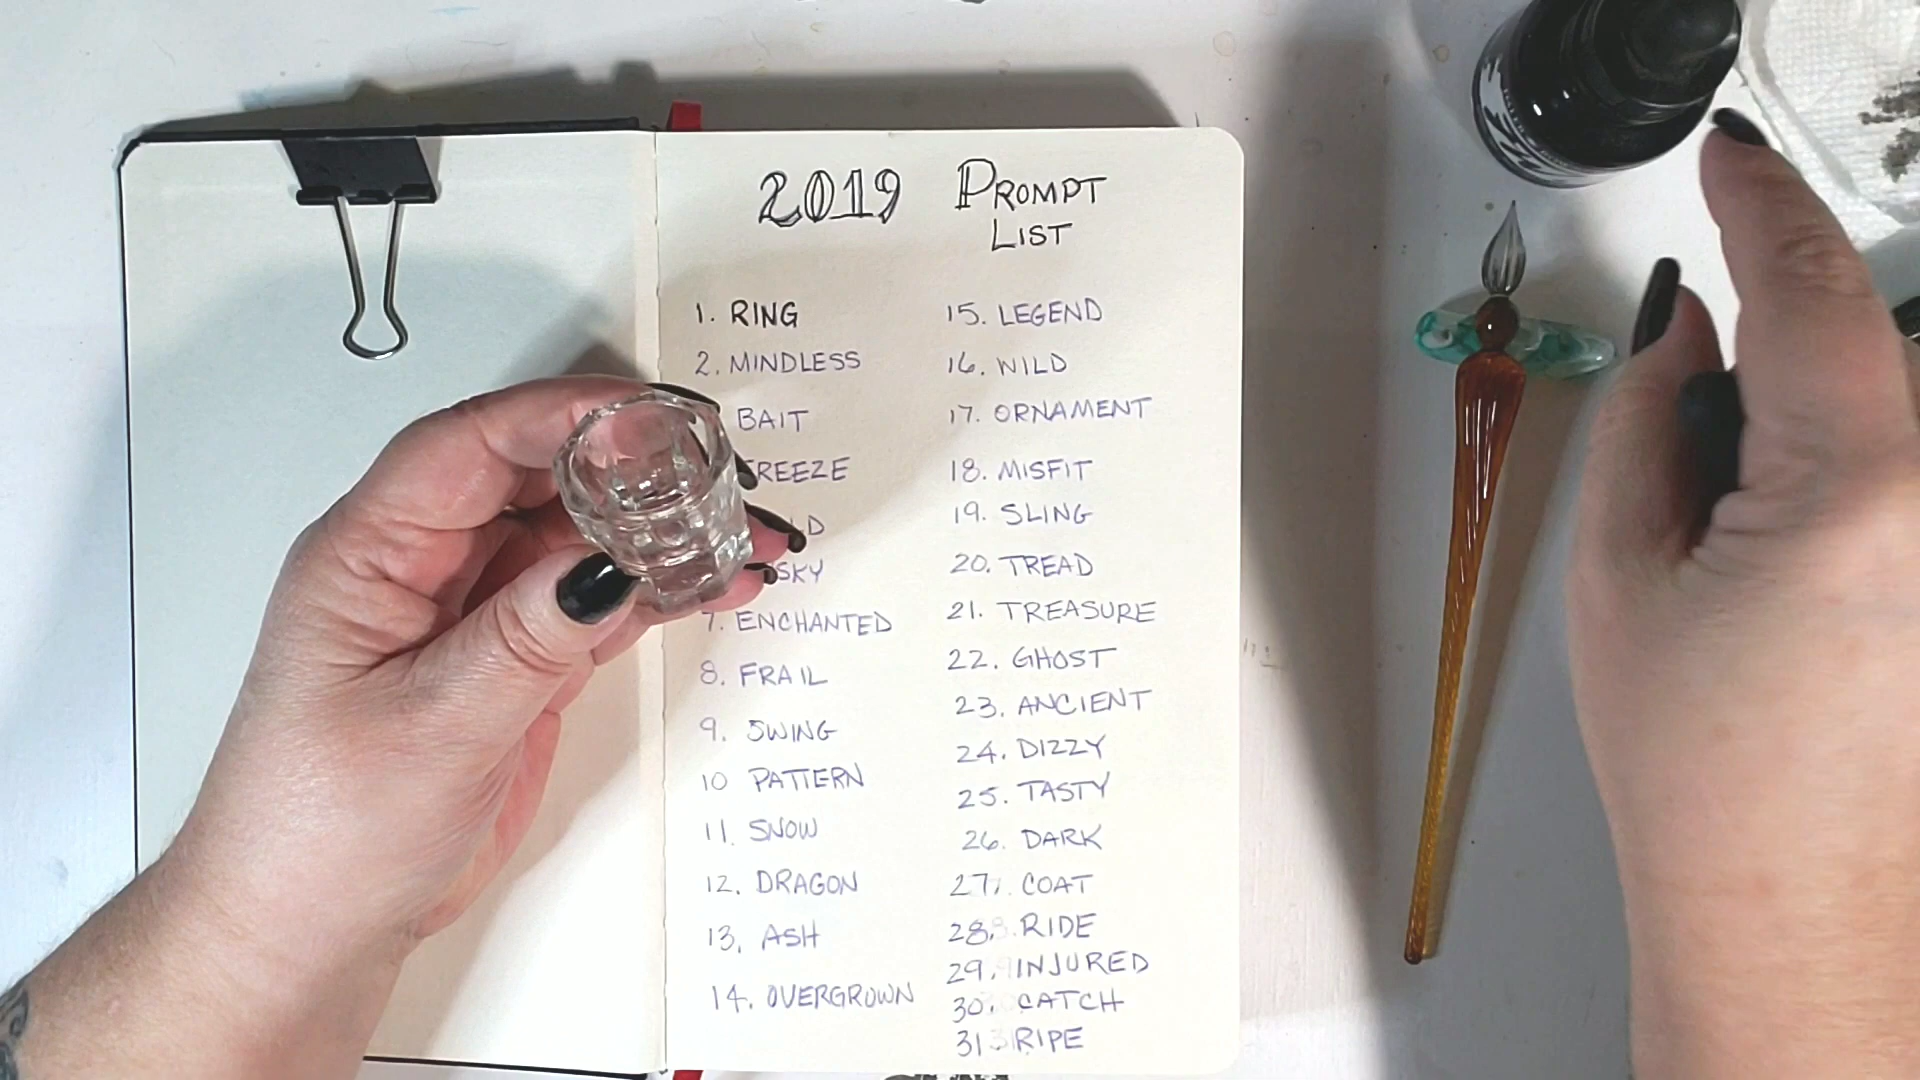 2019 PROMPT
LIST
1. RING
2. MINDLESS
BAIT
REEZE
LD
SKY
7. ENCHANTED
8. FRAIL
9. SWING
10 PATTERN
11. SNOW
12. DRAGON
13. ASH
14. OVERGROWN
15. LEGEND
16. WILD
17. ORNAMENT
18. MISFIT
19. SLING
20. TREAD
21. TREASURE
22. GHOST
23. ANCIENT
24. DIZZY
25. TASTY
26. DARK
27. COAT
28. RIDE
29. INJURED
30. CATCH
31 RIPE